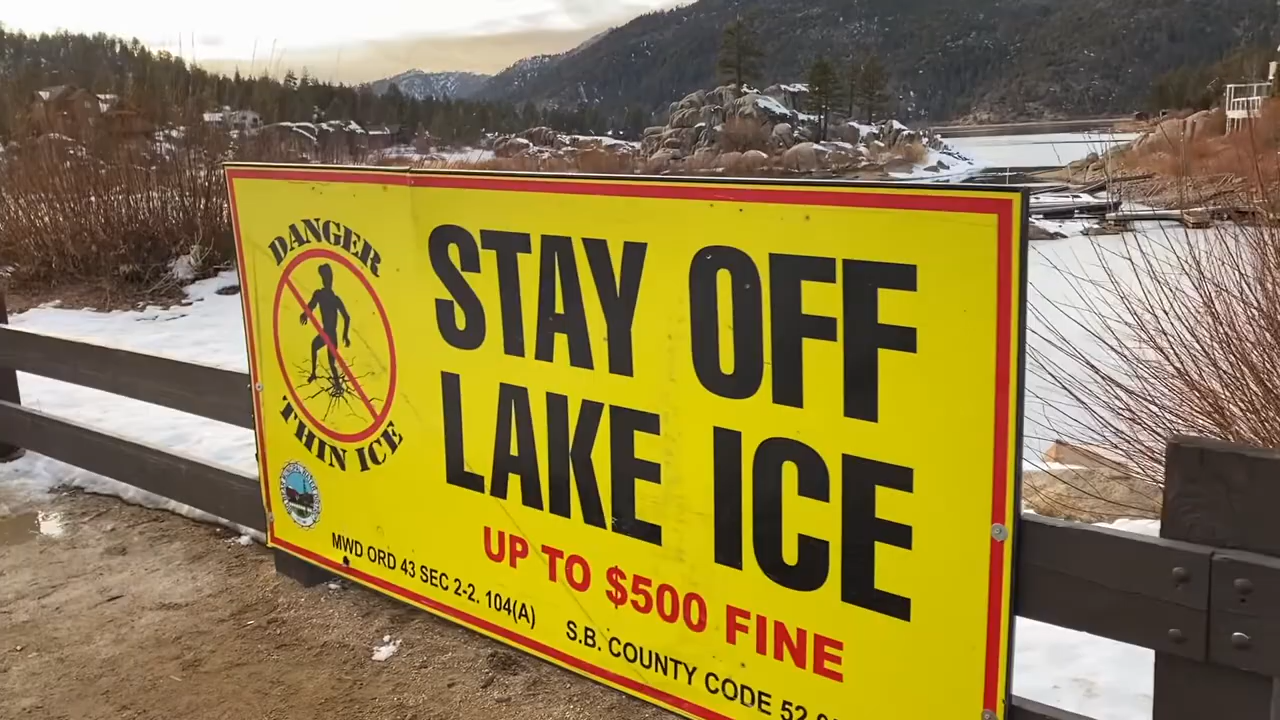 DANGER
THIN ICE
STAY OFF
LAKE ICE
UP TO $500 FINE
MWD ORD 43 SEC 2-2. 104(A)
S.B. COUNTY CODE